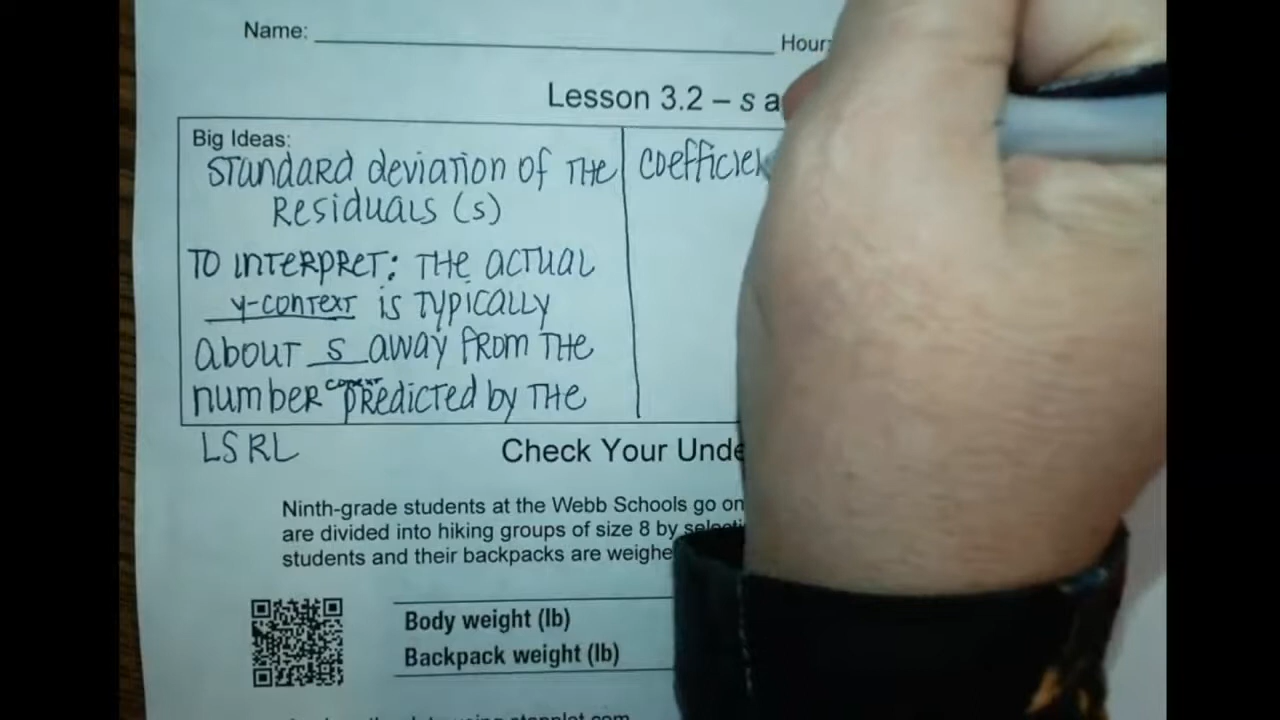 Name: Hour:
Lesson 3.2 – s a
Big Ideas:
STANDARD deviation of THE
Residuals (s)
TO INTERPRET: THE ACTUAL
y-context is TYPICALLY
about s away FROM THE
number context predicted by THE
LSRL
coefficien
Check Your Unde
Ninth-grade students at the Webb Schools go on
are divided into hiking groups of size 8 by selecti
students and their backpacks are weighe
Body weight (lb)
Backpack weight (lb)